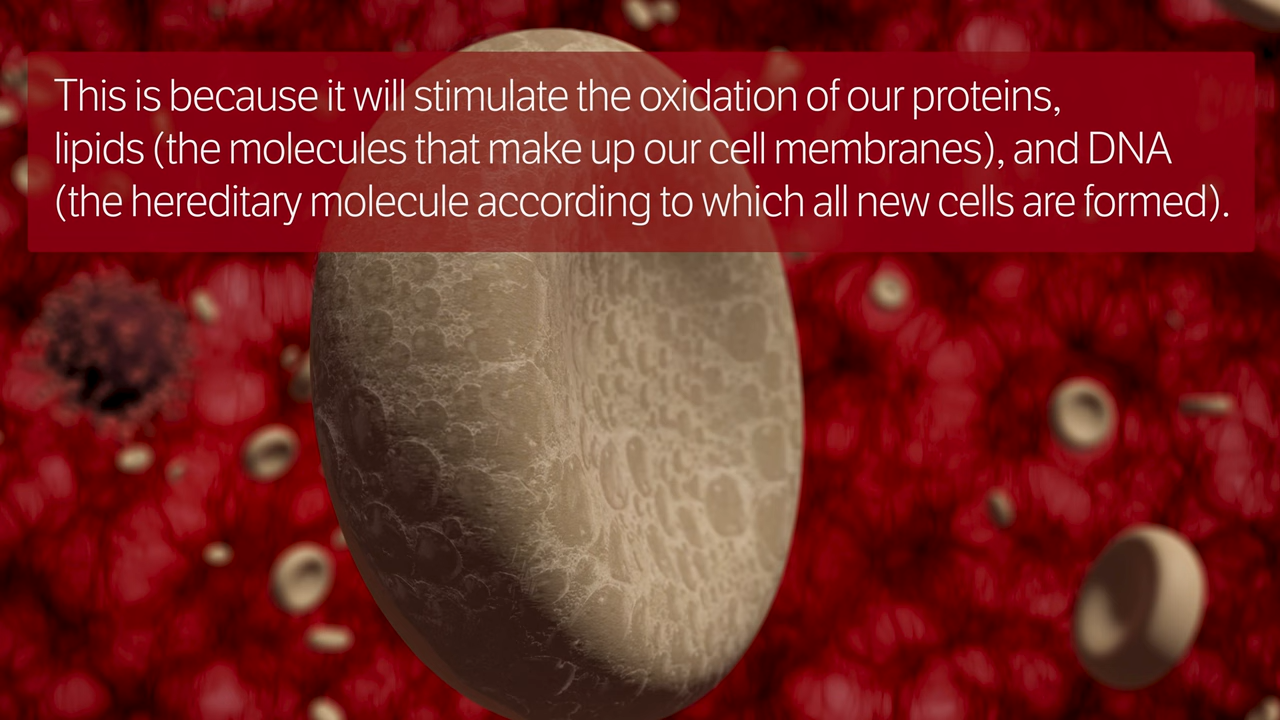 This is because it will stimulate the oxidation of our proteins,
lipids (the molecules that make up our cell membranes), and DNA
(the hereditary molecule according to which all new cells are formed).